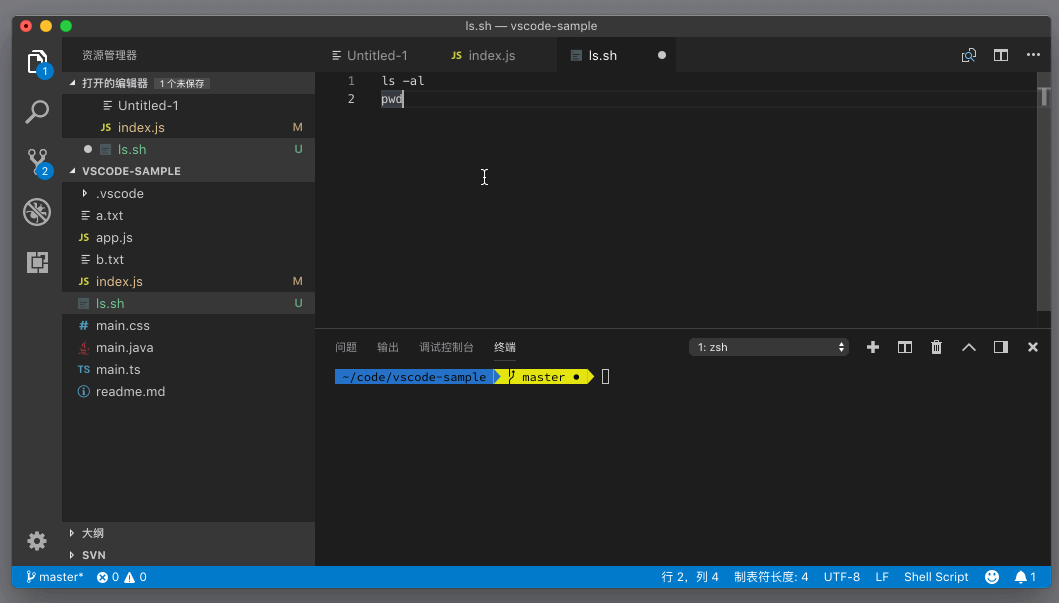 ls.sh — vscode-sample
资源管理器
Untitled-1
JS index.js
ls.sh
1
打开的编辑器 1 个未保存
Untitled-1
JS index.js M
ls.sh U
2
VSCODE-SAMPLE
.vscode
a.txt
JS app.js
b.txt
JS index.js M
ls.sh U
# main.css
main.java
TS main.ts
readme.md
大纲
SVN
1 ls -al
2 pwd
问题 输出 调试控制台 终端
1: zsh
~/code/vscode-sample master ●
master* 0 0
行 2，列 4 制表符长度: 4 UTF-8 LF Shell Script 1